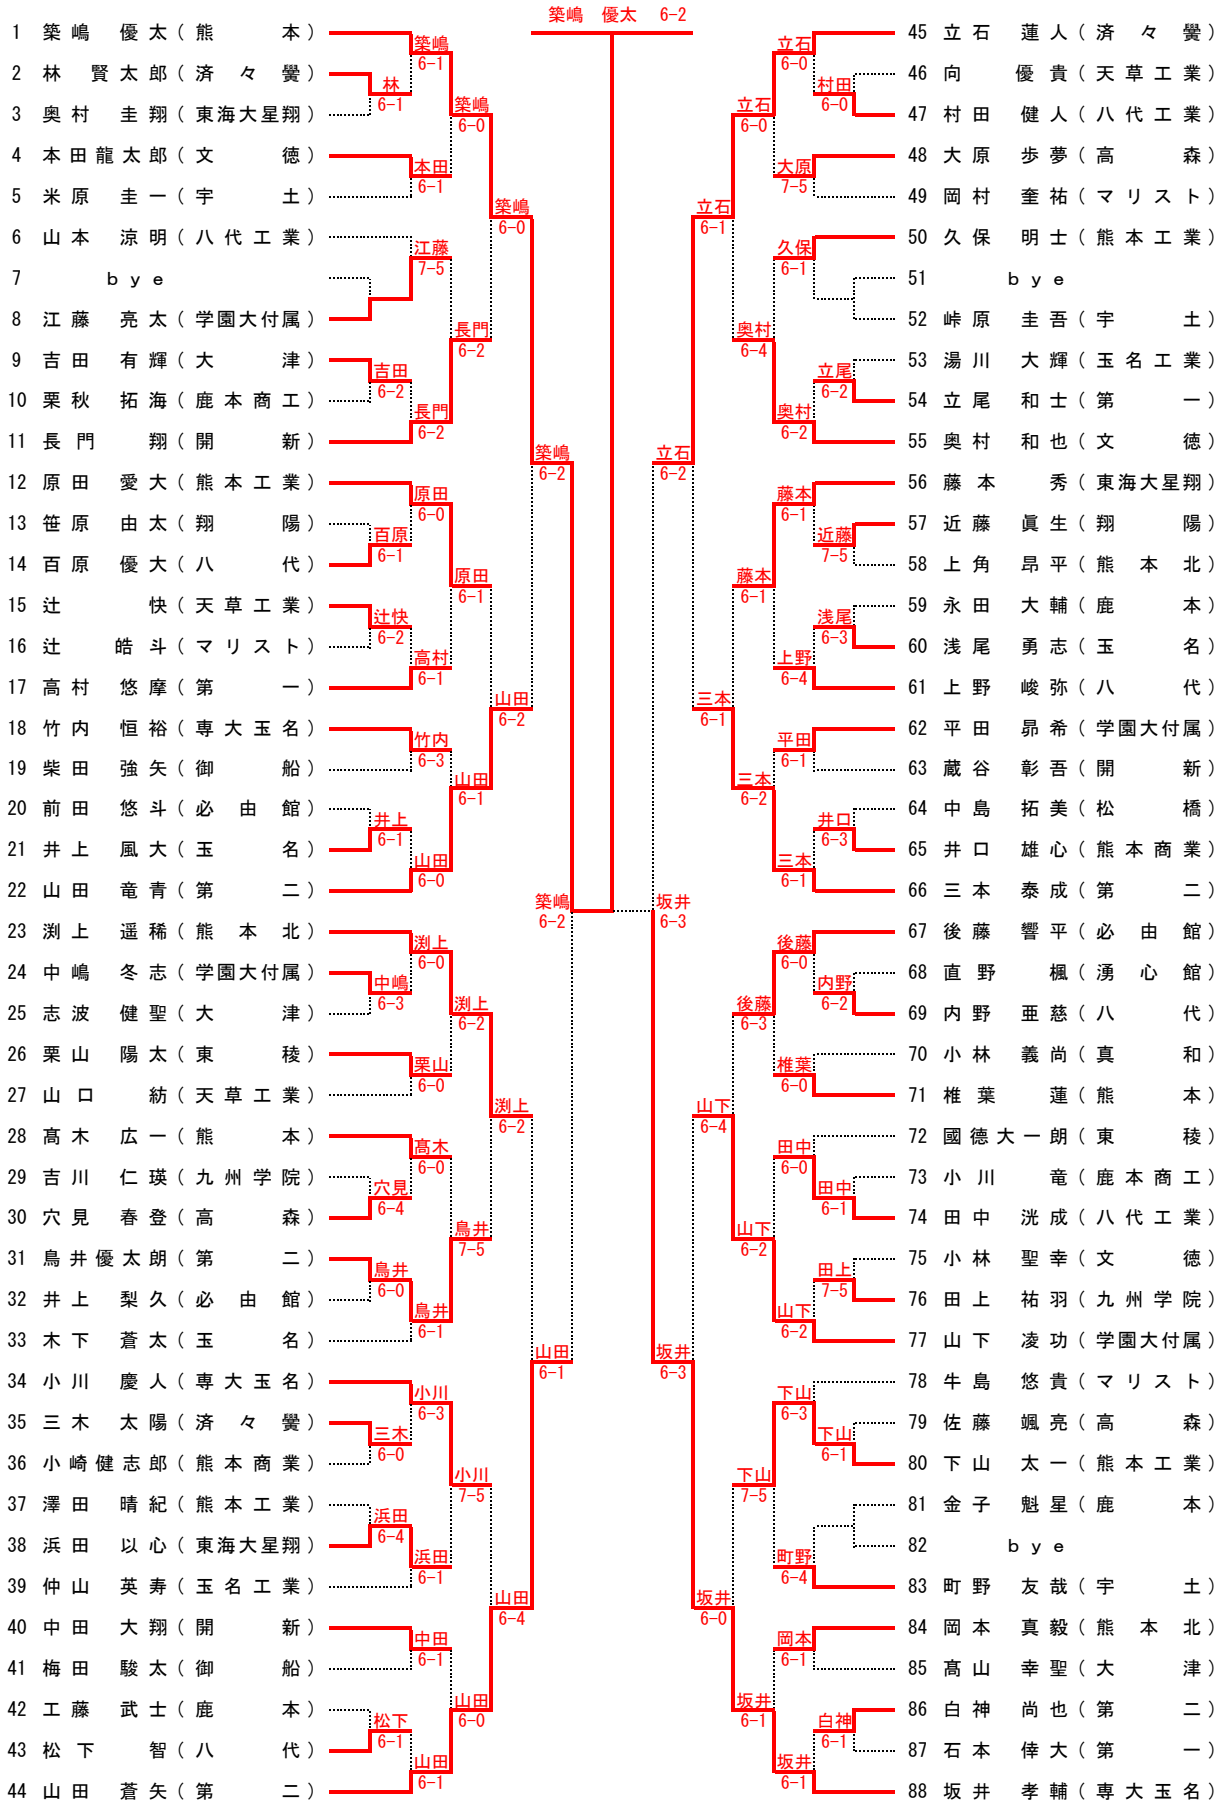 築嶋 優太 6-2
1 築嶋 優太(熊 本)
2 林 賢太郎(済々黌)
3 奥村 圭翔(東海大星翔)
4 本田龍太郎(文 徳)
5 米原 圭一(宇 土)
6 山本 涼明(八代工業)
7 bye
8 江藤 亮太(学園大付属)
9 吉田 有輝(大 津)
10 栗秋 拓海(鹿本商工)
11 長門 翔(開 新)
12 原田 愛大(熊本工業)
13 笹原 由太(翔 陽)
14 百原 優大(八 代)
15 辻 快(天草工業)
16 辻 皓斗(マリスト)
17 高村 悠摩(第 一)
18 竹内 恒裕(専大玉名)
19 柴田 強矢(御 船)
20 前田 悠斗(必由館)
21 井上 風大(玉 名)
22 山田 竜青(第 二)
23 渕上 遥稀(熊本北)
24 中嶋 冬志(学園大付属)
25 志波 健聖(大 津)
26 栗山 陽太(東 稜)
27 山口 紡(天草工業)
28 髙木 広一(熊 本)
29 吉川 仁瑛(九州学院)
30 穴見 春登(高 森)
31 鳥井優太朗(第 二)
32 井上 梨久(必由館)
33 木下 蒼太(玉 名)
34 小川 慶人(専大玉名)
35 三木 太陽(済々黌)
36 小崎健志郎(熊本商業)
37 澤田 晴紀(熊本工業)
38 浜田 以心(東海大星翔)
39 仲山 英寿(玉名工業)
40 中田 大翔(開 新)
41 梅田 駿太(御 船)
42 工藤 武士(鹿 本)
43 松下 智(八 代)
44 山田 蒼矢(第 二)
築嶋 6-1
林 6-1
築嶋 6-0
本田 6-1
築嶋 6-0
江藤 7-5
長門 6-2
吉田 6-2
長門 6-2
築嶋 6-2
原田 6-0
百原 6-1
原田 6-1
辻快 6-2
高村 6-1
山田 6-2
竹内 6-3
山田 6-1
井上 6-1
山田 6-0
築嶋 6-2
渕上 6-0
中嶋 6-3
渕上 6-2
栗山 6-0
渕上 6-2
髙木 6-0
穴見 6-4
鳥井 7-5
鳥井 6-0
鳥井 6-1
山田 6-1
小川 6-3
三木 6-0
小川 7-5
浜田 6-4
浜田 6-1
山田 6-4
中田 6-1
山田 6-0
松下 6-1
山田 6-1
45 立石 蓮人(済々黌)
46 向 優貴(天草工業)
47 村田 健人(八代工業)
48 大原 歩夢(高 森)
49 岡村 奎祐(マリスト)
50 久保 明士(熊本工業)
51 bye
52 峠原 圭吾(宇 土)
53 湯川 大輝(玉名工業)
54 立尾 和士(第 一)
55 奥村 和也(文 徳)
56 藤本 秀(東海大星翔)
57 近藤 眞生(翔 陽)
58 上角 昂平(熊本北)
59 永田 大輔(鹿 本)
60 浅尾 勇志(玉 名)
61 上野 峻弥(八 代)
62 平田 昴希(学園大付属)
63 蔵谷 彰吾(開 新)
64 中島 拓美(松 橋)
65 井口 雄心(熊本商業)
66 三本 泰成(第 二)
67 後藤 響平(必由館)
68 直野 楓(湧心館)
69 内野 亜慈(八 代)
70 小林 義尚(真 和)
71 椎葉 蓮(熊 本)
72 國德大一朗(東 稜)
73 小川 竜(鹿本商工)
74 田中 洸成(八代工業)
75 小林 聖幸(文 徳)
76 田上 祐羽(九州学院)
77 山下 凌功(学園大付属)
78 牛島 悠貴(マリスト)
79 佐藤 颯亮(高 森)
80 下山 太一(熊本工業)
81 金子 魁星(鹿 本)
82 bye
83 町野 友哉(宇 土)
84 岡本 真毅(熊本北)
85 髙山 幸聖(大 津)
86 白神 尚也(第 二)
87 石本 倖大(第 一)
88 坂井 孝輔(専大玉名)
立石 6-0
村田 6-0
立石 6-0
大原 7-5
立石 6-1
久保 6-1
奥村 6-4
立尾 6-2
奥村 6-2
立石 6-2
藤本 6-1
近藤 7-5
藤本 6-1
浅尾 6-3
上野 6-4
三本 6-1
平田 6-1
三本 6-2
井口 6-3
三本 6-1
坂井 6-3
後藤 6-0
内野 6-2
後藤 6-3
椎葉 6-0
山下 6-4
田中 6-0
田中 6-1
山下 6-2
田上 7-5
山下 6-2
坂井 6-3
下山 6-3
下山 6-1
下山 7-5
町野 6-4
坂井 6-0
岡本 6-1
坂井 6-1
白神 6-1
坂井 6-1